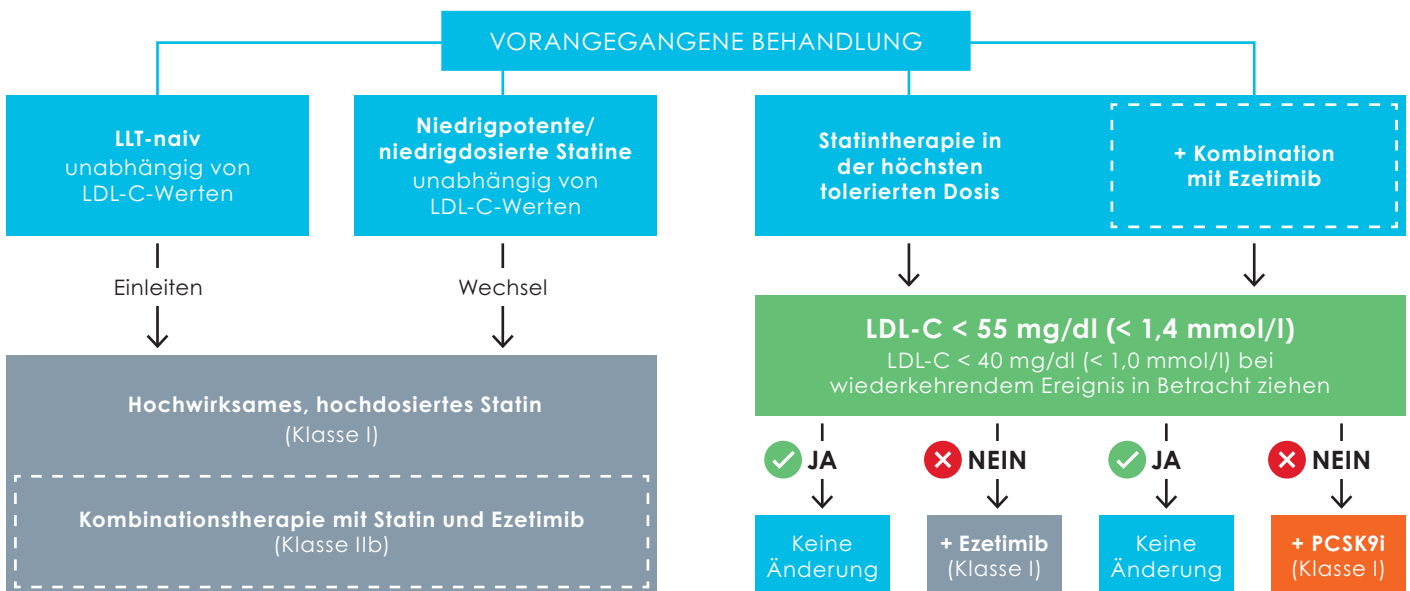 VORANGEGANGENE BEHANDLUNG
LLT-naiv
unabhängig von
LDL-C-Werten
Niedrigpotente/
niedrigdosierte Statine
unabhängig von
LDL-C-Werten
Statintherapie in
der höchsten
tolerierten Dosis
+ Kombination
mit Ezetimib
Einleiten
Wechsel
Hochwirksames, hochdosiertes Statin
(Klasse I)
Kombinationstherapie mit Statin und Ezetimib
(Klasse IIb)
LDL-C < 55 mg/dl (< 1,4 mmol/l)
LDL-C < 40 mg/dl (< 1,0 mmol/l) bei
wiederkehrendem Ereignis in Betracht ziehen
JA
NEIN
JA
NEIN
Keine
Änderung
+ Ezetimib
(Klasse I)
Keine
Änderung
+ PCSK9i
(Klasse I)